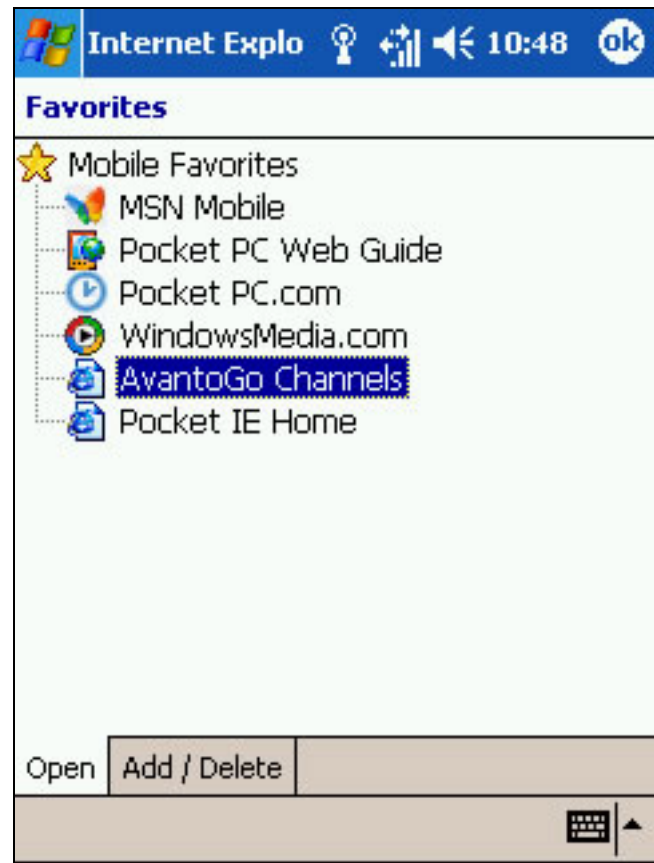 Internet Explo 10:48 ok
Favorites
Mobile Favorites
MSN Mobile
Pocket PC Web Guide
Pocket PC.com
WindowsMedia.com
AvantoGo Channels
Pocket IE Home
Open Add / Delete